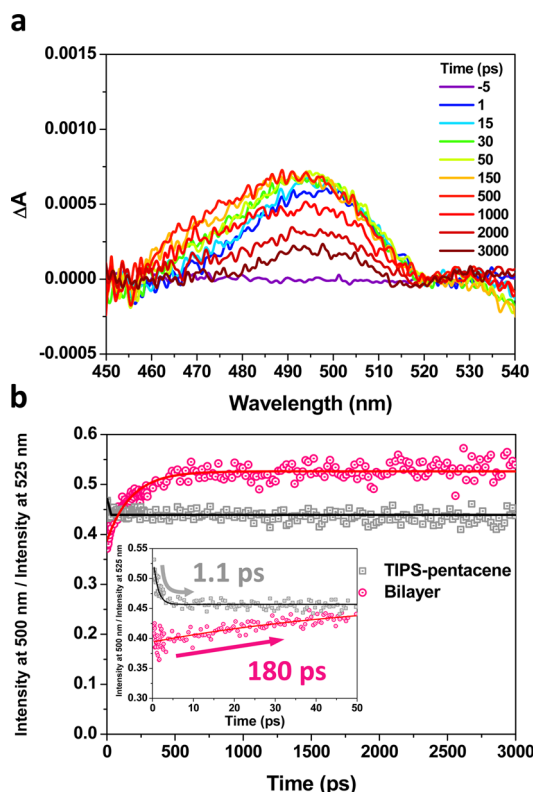 a
0.0015
0.0010
0.0005
0.0000
-0.0005
ΔA
Time (ps)
-5
1
15
30
50
150
500
1000
2000
3000
450 460 470 480 490 500 510 520 530 540
Wavelength (nm)
b
0.6
0.5
0.4
0.3
0.2
0.1
0.0
Intensity at 500 nm / Intensity at 525 nm
0.55
0.50
0.45
0.40
0.35
0.30
Intensity at 500 nm / Intensity at 525 nm
1.1 ps
180 ps
0 10 20 30 40 50
Time (ps)
TIPS-pentacene
Bilayer
0 500 1000 1500 2000 2500 3000
Time (ps)